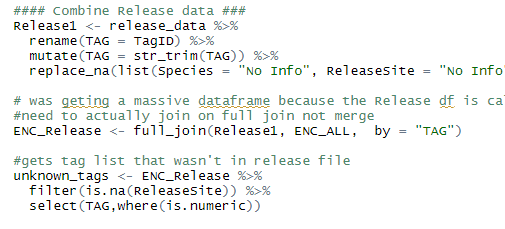 #### Combine Release data ###
Release1 <- release_data %>%
rename(TAG = TagID) %>%
mutate(TAG = str_trim(TAG)) %>%
replace_na(list(Species = "No Info", ReleaseSite = "No Info
# was geting a massive dataframe because the Release df is ca
#need to actually join on full join not merge
ENC_Release <- full_join(Release1, ENC_ALL,  by = "TAG")
#gets tag list that wasn't in release file
unknown_tags <- ENC_Release %>%
filter(is.na(ReleaseSite)) %>%
select(TAG,where(is.numeric))